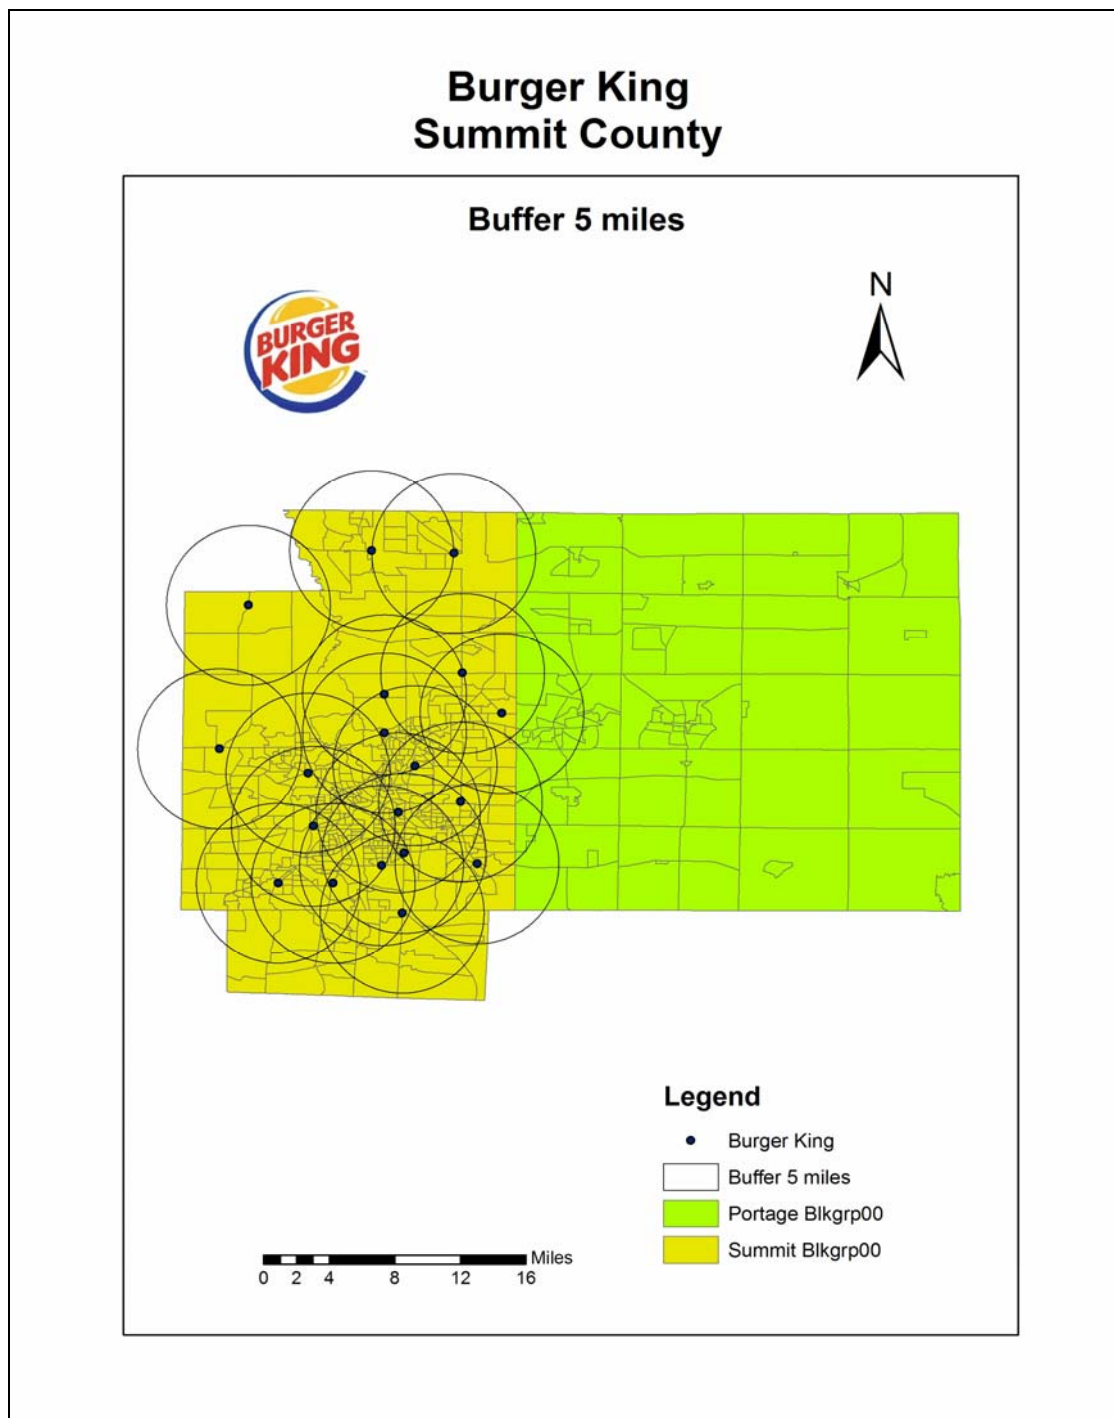 Burger King
Summit County
Buffer 5 miles
BURGER
KING
N
Legend
Burger King
Buffer 5 miles
Portage Blkgrp00
Summit Blkgrp00
Miles
0 2 4 8 12 16